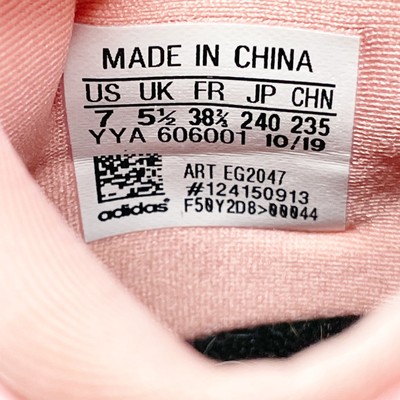 MADE IN CHINA
US UK FR JP CHN
7 5½ 38⅔ 240 235
YYA 606001 10/19
ART EG2047
#124150913
F50Y2D8>00044
adidas